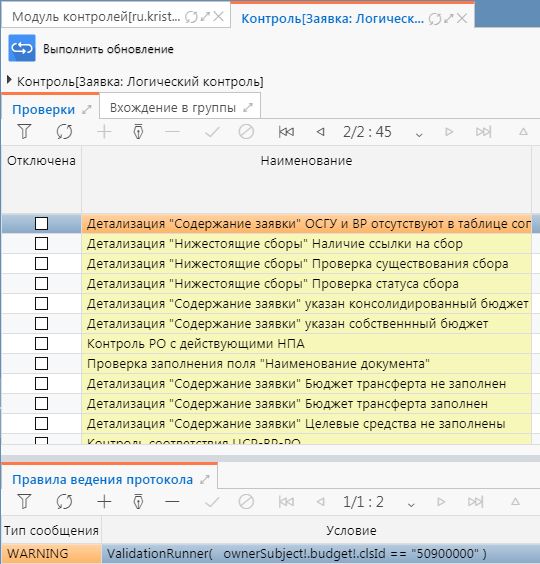 Модуль контролей[ru.krist...
Контроль[Заявка: Логическ...
Выполнить обновление
Контроль[Заявка: Логический контроль]
Проверки
Вхождение в группы
2/2 : 45
Отключена Наименование
Детализация "Содержание заявки" ОСГУ и ВР отсутствуют в таблице
Детализация "Нижестоящие сборы" Наличие ссылки на сбор
Детализация "Нижестоящие сборы" Проверка существования сбора
Детализация "Нижестоящие сборы" Проверка статуса сбора
Детализация "Содержание заявки" указан консолидированный бюджет
Детализация "Содержание заявки" указан собственнный бюджет
Контроль РО с действующими НПА
Проверка заполнения поля "Наименование документа"
Детализация "Содержание заявки" Бюджет трансферта не заполнен
Детализация "Содержание заявки" Бюджет трансферта заполнен
Детализация "Содержание заявки" Целевые средства не заполнены
Контроль соответствия ЦСР-ВР-РО
Правила ведения протокола
1/1 : 2
Тип сообщения Условие
WARNING ValidationRunner( ownerSubject!.budget!.clsId == "50900000" )